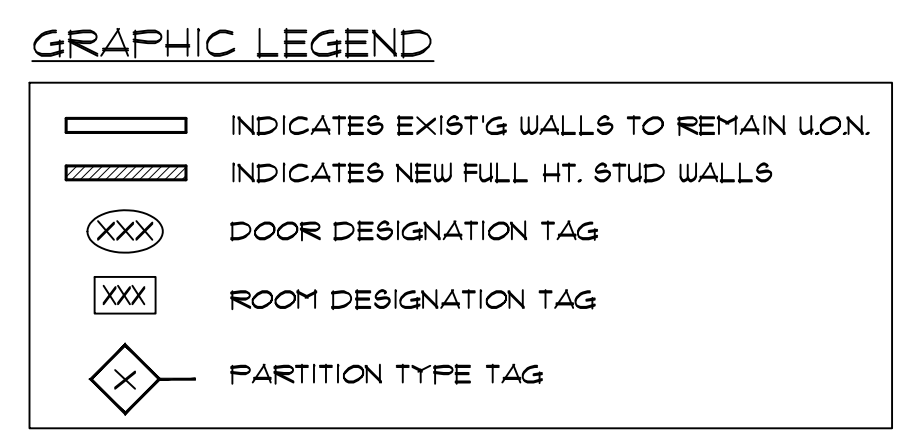 GRAPHIC LEGEND
INDICATES EXIST'G WALLS TO REMAIN U.O.N.
INDICATES NEW FULL HT. STUD WALLS
XXX DOOR DESIGNATION TAG
XXX ROOM DESIGNATION TAG
X PARTITION TYPE TAG